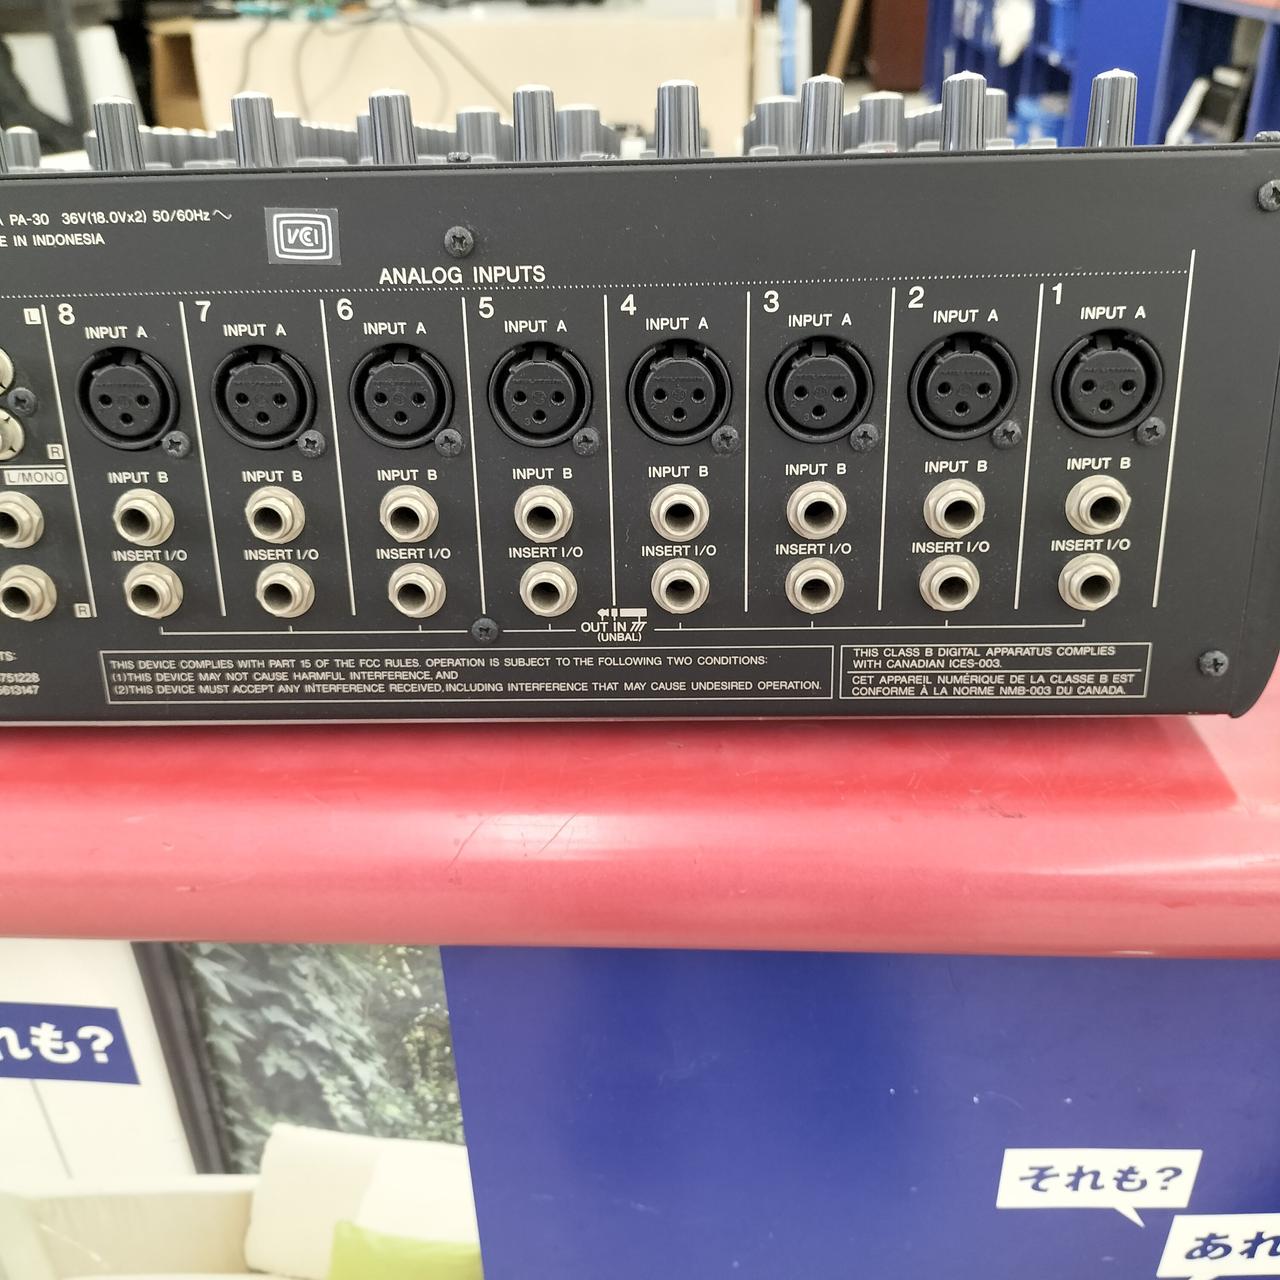 PA-30 36V(18.0Vx2) 50/60Hz
IN INDONESIA
VCI
ANALOG INPUTS
L 8 7 6 5 4 3 2 1
INPUT A INPUT A INPUT A INPUT A INPUT A INPUT A INPUT A INPUT A
R
L/MONO
INPUT B INPUT B INPUT B INPUT B INPUT B INPUT B INPUT B INPUT B
INSERT I/O INSERT I/O INSERT I/O INSERT I/O INSERT I/O INSERT I/O INSERT I/O INSERT I/O
R
OUT IN
(UNBAL)
THIS DEVICE COMPLIES WITH PART 15 OF THE FCC RULES. OPERATION IS SUBJECT TO THE FOLLOWING TWO CONDITIONS:
(1)THIS DEVICE MAY NOT CAUSE HARMFUL INTERFERENCE, AND
(2)THIS DEVICE MUST ACCEPT ANY INTERFERENCE RECEIVED, INCLUDING INTERFERENCE THAT MAY CAUSE UNDESIRED OPERATION.
THIS CLASS B DIGITAL APPARATUS COMPLIES
WITH CANADIAN ICES-003.
CET APPAREIL NUMÉRIQUE DE LA CLASSE B EST
CONFORME À LA NORME NMB-003 DU CANADA.
れも?
それも?
あれ